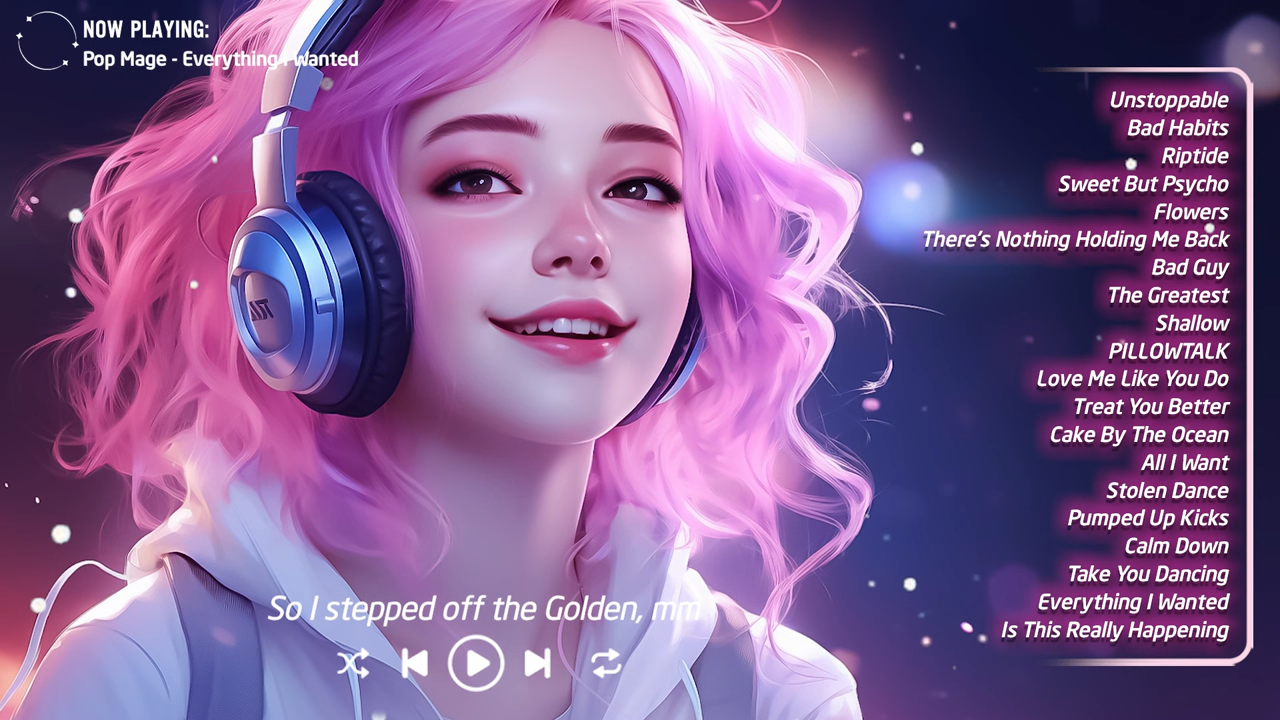 NOW PLAYING:
Pop Mage - Everything I wanted
Unstoppable
Bad Habits
Riptide
Sweet But Psycho
Flowers
There's Nothing Holding Me Back
Bad Guy
The Greatest
Shallow
PILLOWTALK
Love Me Like You Do
Treat You Better
Cake By The Ocean
All I Want
Stolen Dance
Pumped Up Kicks
Calm Down
Take You Dancing
Everything I Wanted
Is This Really Happening
So I stepped off the Golden, mm